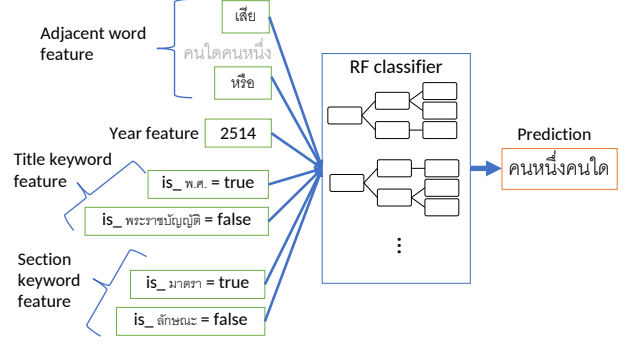 เสีย
Adjacent word
feature
คนใดคนหนึ่ง
หรือ
Year feature
2514
Title keyword
feature
is_ พ.ศ. = true
is_ พระราชบัญญัติ = false
Section
keyword
feature
is_ มาตรา = true
is_ ลักษณะ = false
RF classifier
⋮
Prediction
คนหนึ่งคนใด